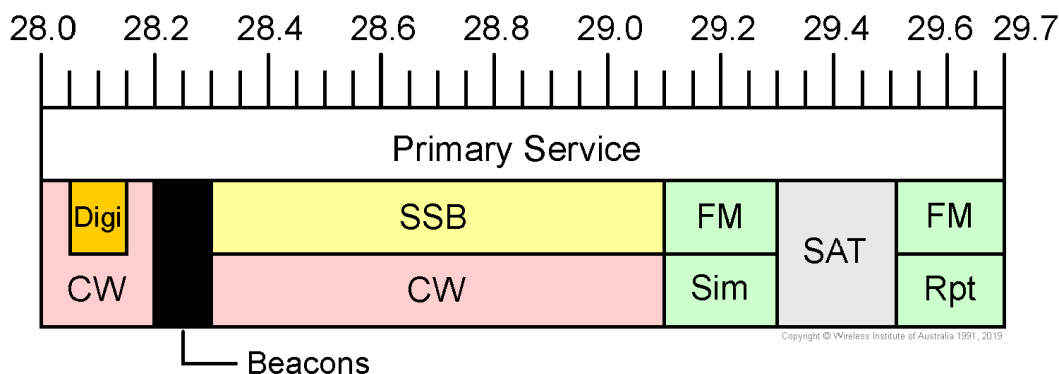 28.0 28.2 28.4 28.6 28.8 29.0 29.2 29.4 29.6 29.7
Primary Service
Digi SSB FM SAT FM
CW CW Sim Rpt
Copyright © Wireless Institute of Australia 1991, 2019
Beacons